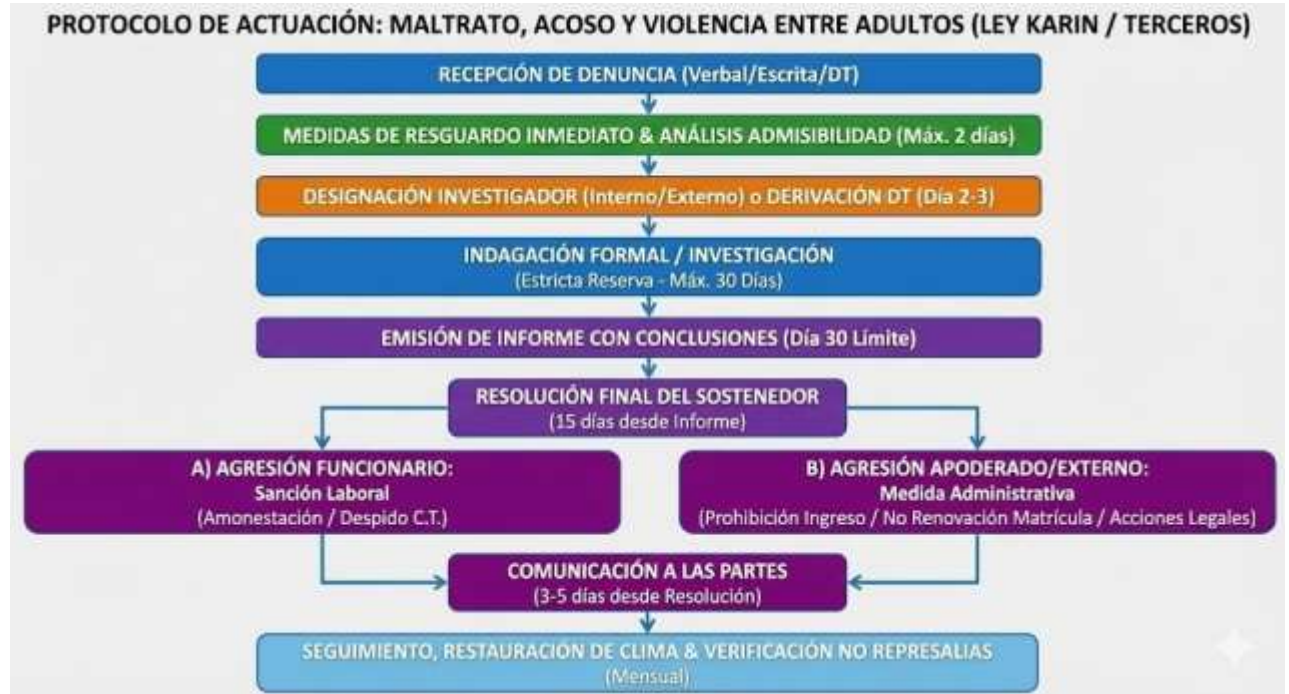 PROTOCOLO DE ACTUACIÓN: MALTRATO, ACOSO Y VIOLENCIA ENTRE ADULTOS (LEY KARIN / TERCEROS)
RECEPCIÓN DE DENUNCIA (Verbal/Escrita/DT)
MEDIDAS DE RESGUARDO INMEDIATO & ANÁLISIS ADMISIBILIDAD (Máx. 2 días)
DESIGNACIÓN INVESTIGADOR (Interno/Externo) o DERIVACIÓN DT (Día 2-3)
INDAGACIÓN FORMAL / INVESTIGACIÓN
(Estricta Reserva - Máx. 30 Días)
EMISIÓN DE INFORME CON CONCLUSIONES (Día 30 Límite)
RESOLUCIÓN FINAL DEL SOSTENEDOR
(15 días desde Informe)
A) AGRESIÓN FUNCIONARIO:
Sanción Laboral
(Amonestación / Despido C.T.)
B) AGRESIÓN APODERADO/EXTERNO:
Medida Administrativa
(Prohibición Ingreso / No Renovación Matrícula / Acciones Legales)
COMUNICACIÓN A LAS PARTES
(3-5 días desde Resolución)
SEGUIMIENTO, RESTAURACIÓN DE CLIMA & VERIFICACIÓN NO REPRESALIAS
(Mensual)